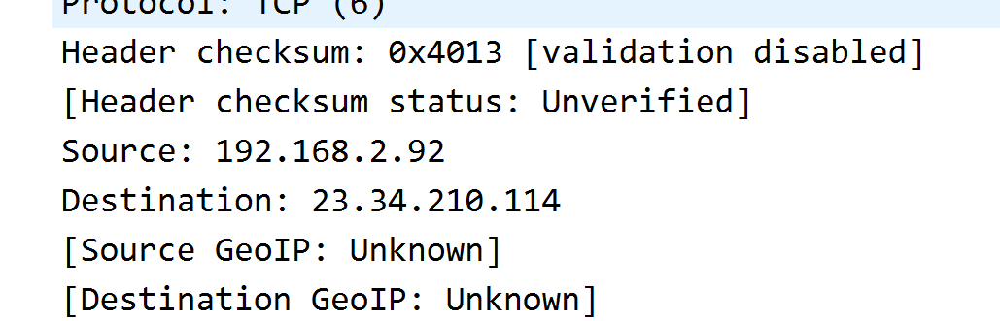 Protocol: TCP (6)
Header checksum: 0x4013 [validation disabled]
[Header checksum status: Unverified]
Source: 192.168.2.92
Destination: 23.34.210.114
[Source GeoIP: Unknown]
[Destination GeoIP: Unknown]